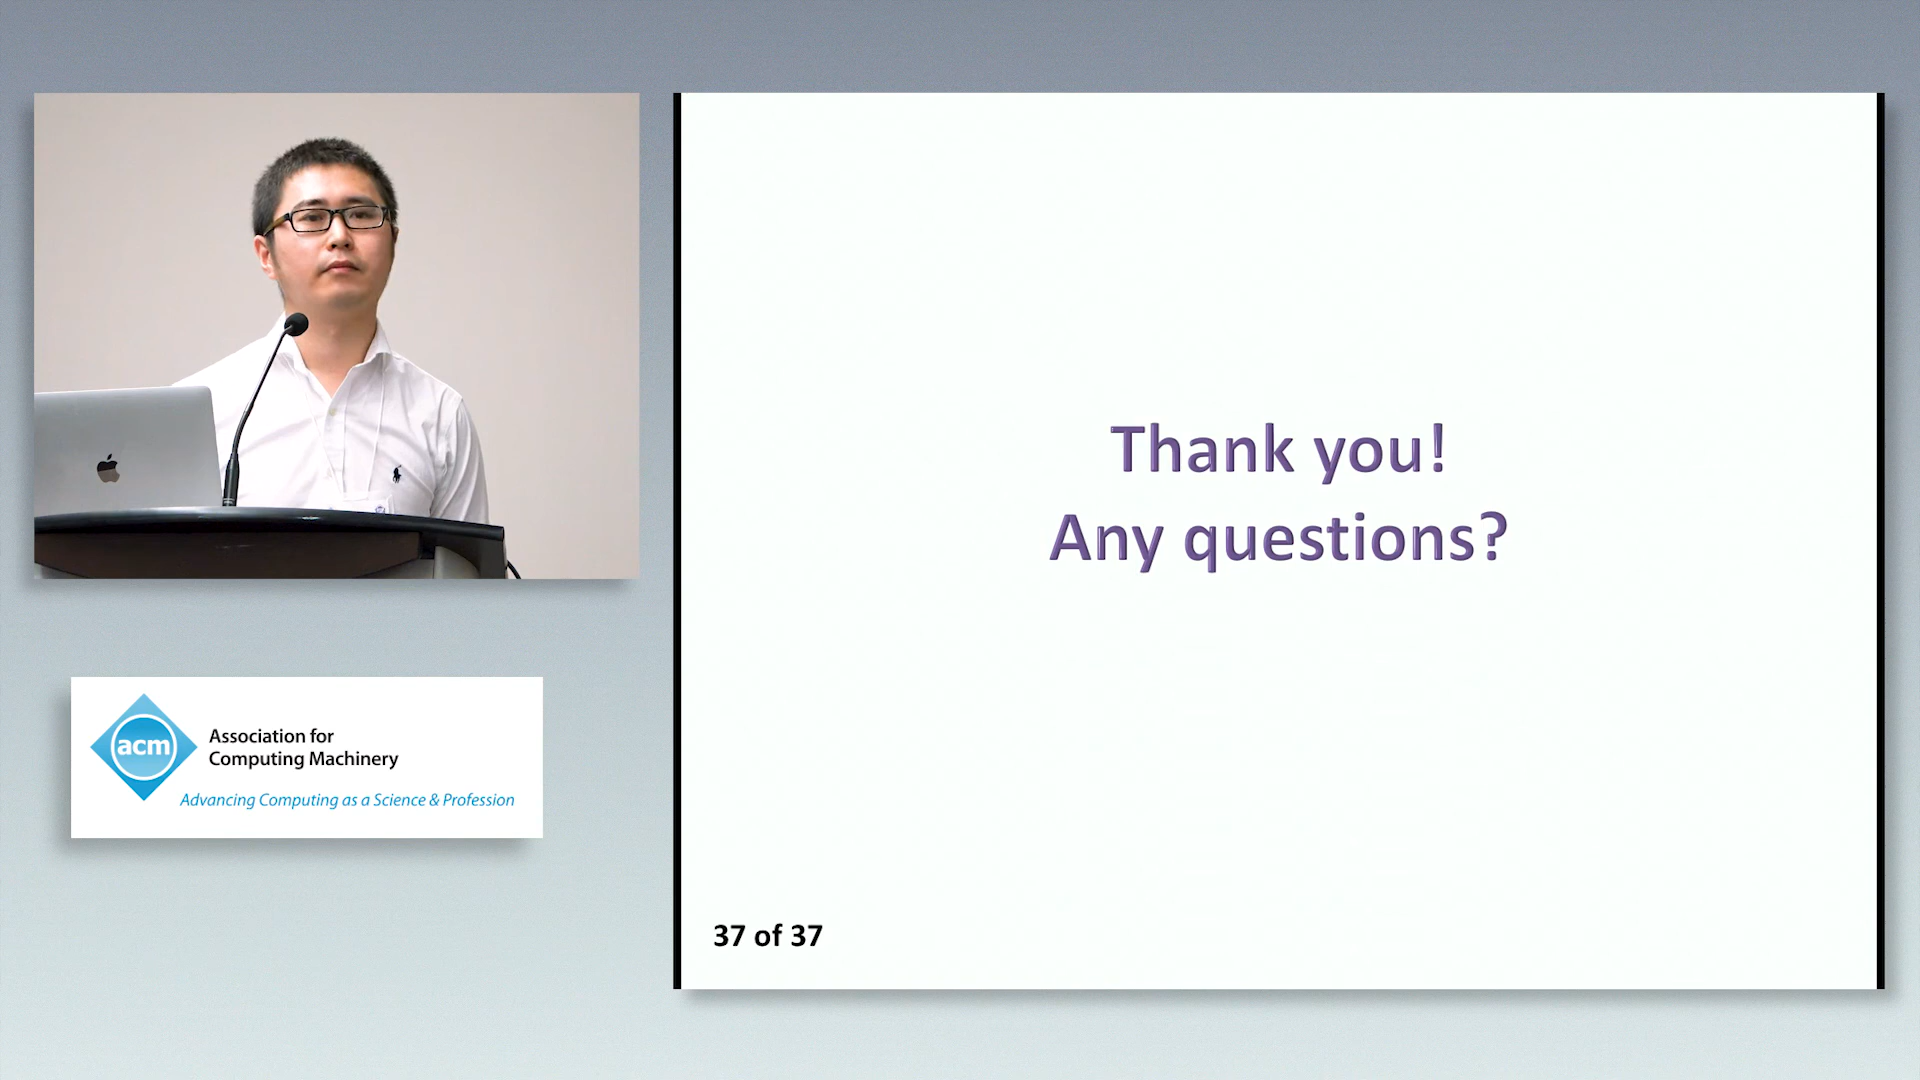 Thank you!
Any questions?
37 of 37
acm
Association for
Computing Machinery
Advancing Computing as a Science & Profession